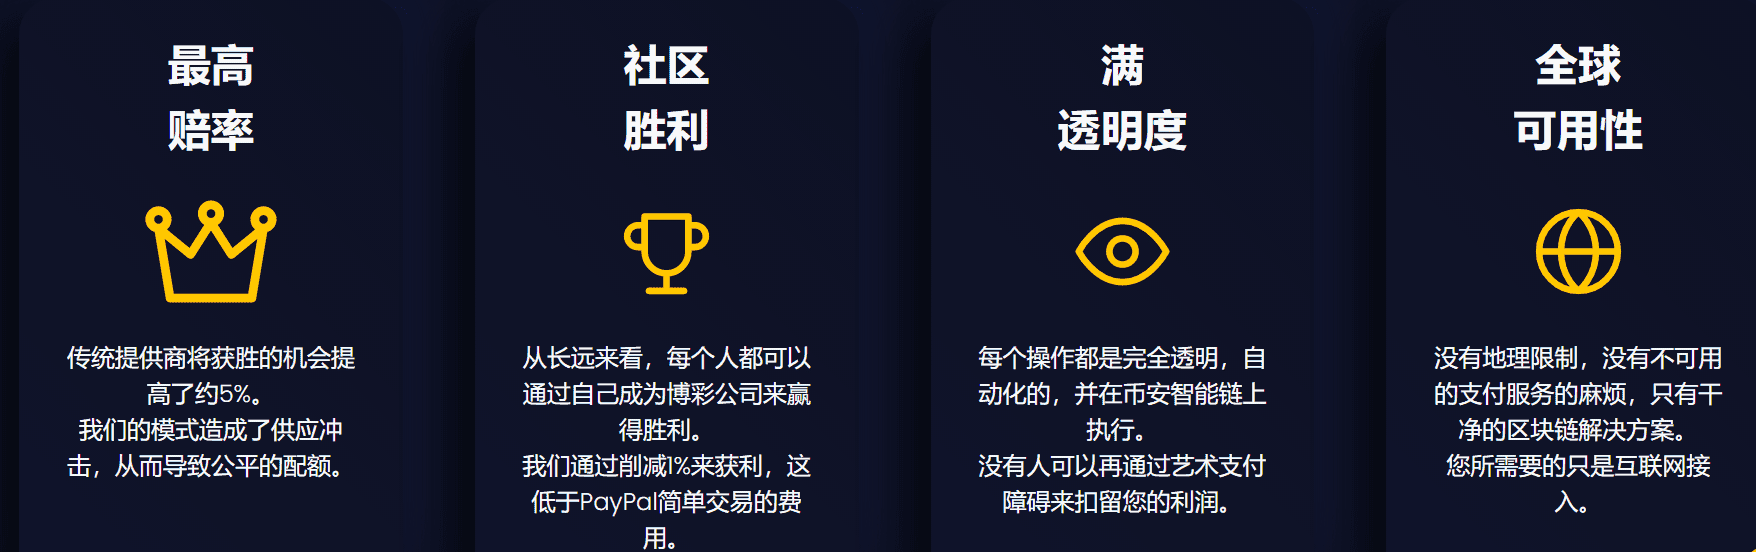 最高
赔率
传统提供商将获胜的机会提
高了约5%。
我们的模式造成了供应冲
击，从而导致公平的配额。
社区
胜利
从长远来看，每个人都可以
通过自己成为博彩公司来赢
得胜利。
我们通过削减1%来获利，这
低于PayPal简单交易的费
用。
满
透明度
每个操作都是完全透明，自
动化的，并在币安智能链上
执行。
没有人可以再通过艺术支付
障碍来扣留您的利润。
全球
可用性
没有地理限制，没有不可用
的支付服务的麻烦，只有干
净的区块链解决方案。
您所需要的只是互联网接
入。